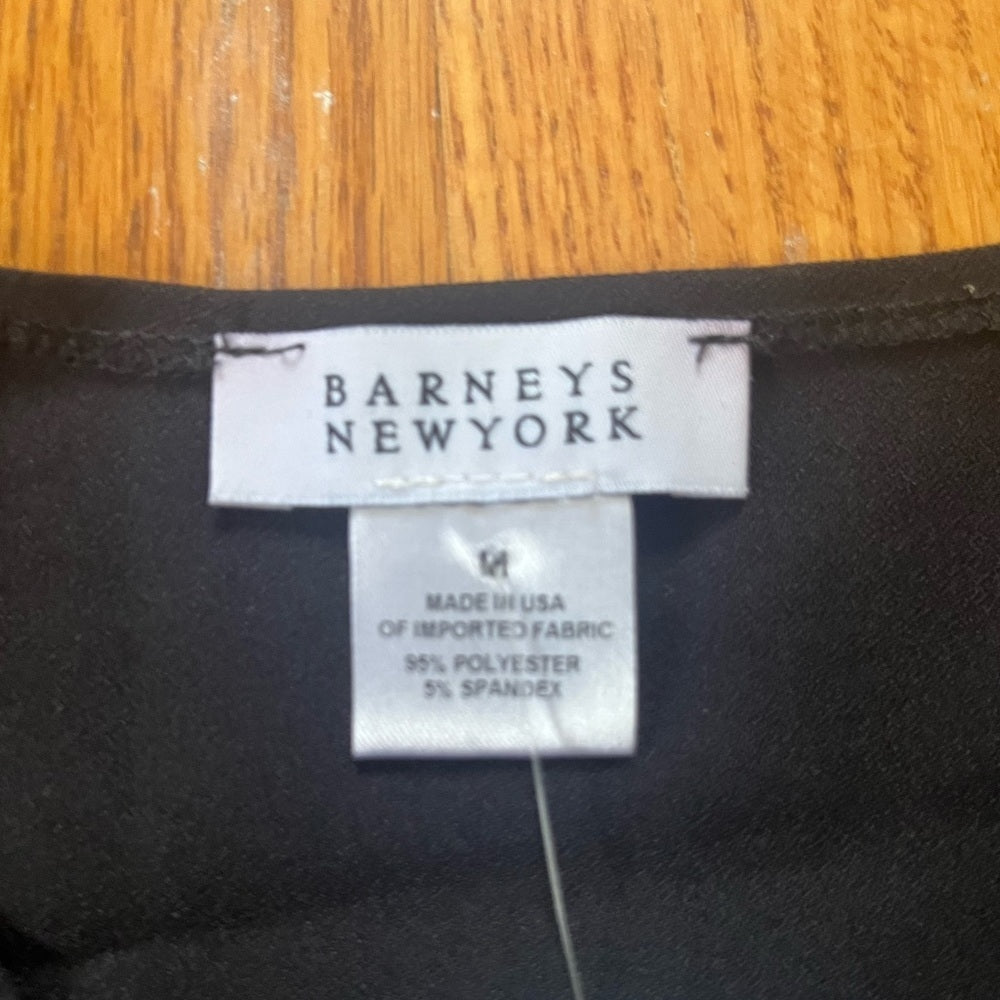 BARNEYS
NEWYORK
M
MADE IN USA
OF IMPORTED FABRIC
95% POLYESTER
5% SPANDEX